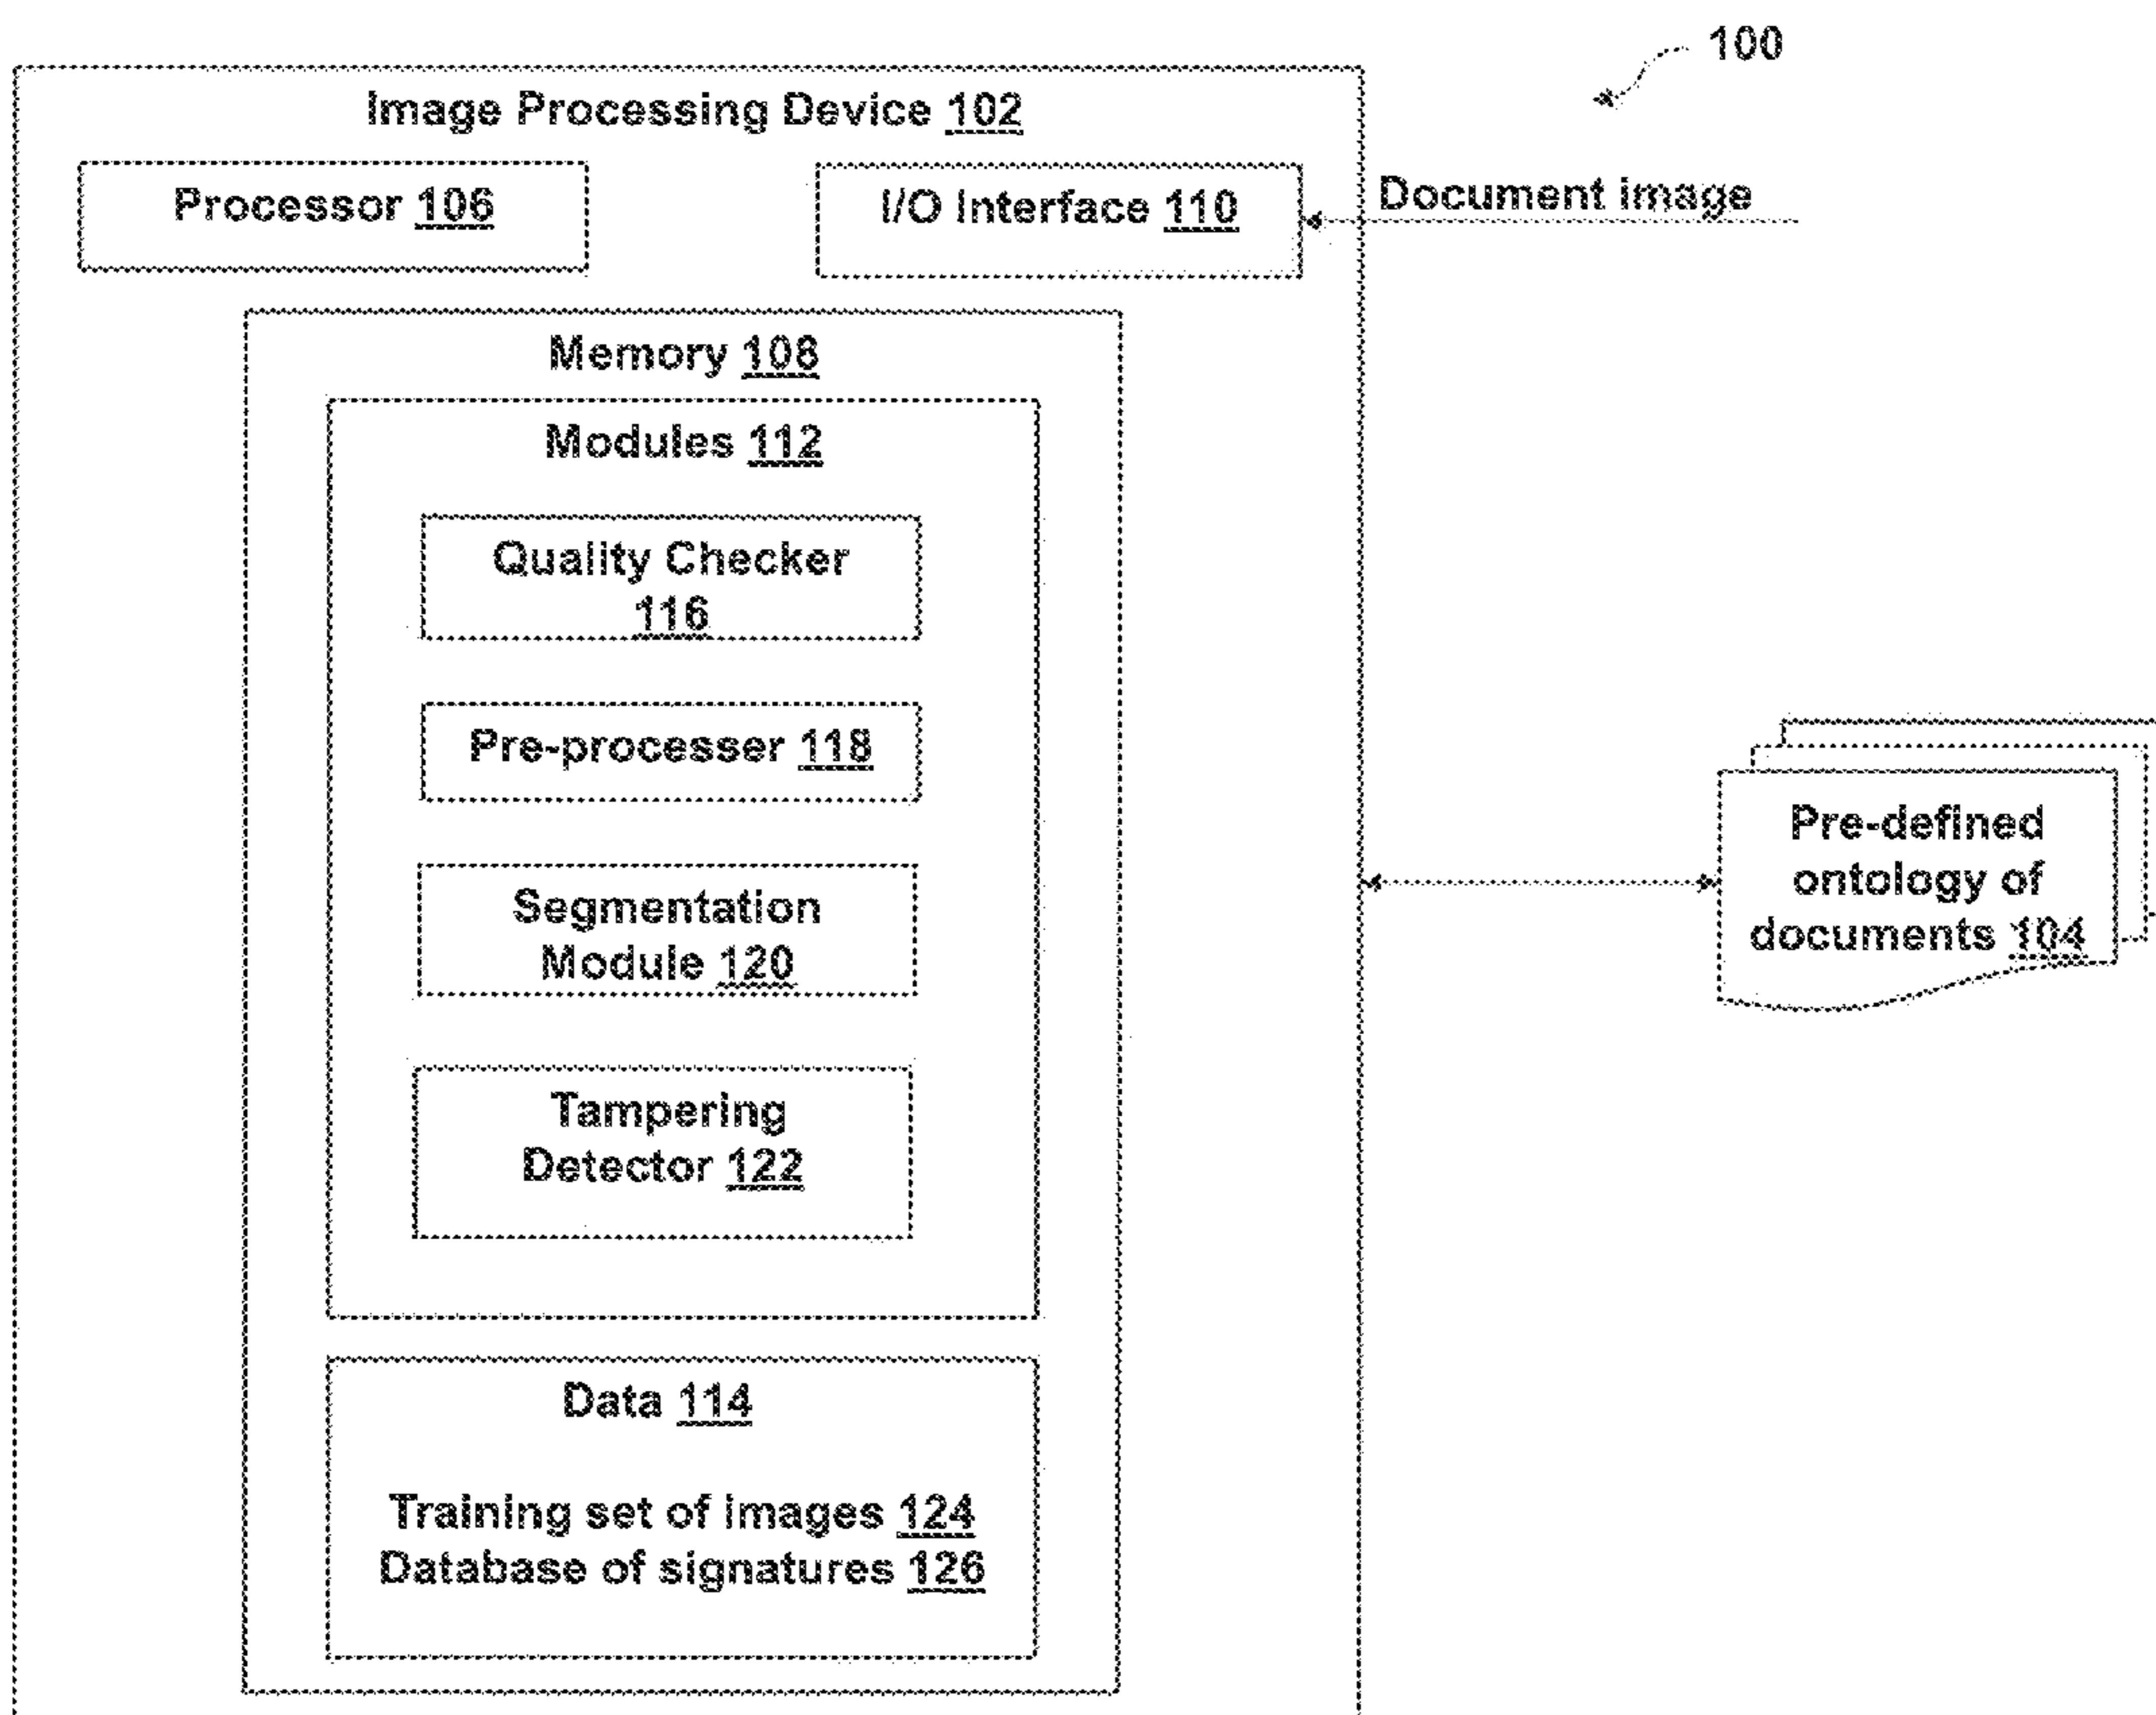 100
Image Processing Device 102
Processor 106
I/O Interface 110
Document image
Memory 108
Modules 112
Quality Checker
116
Pre-processer 118
Segmentation
Module 120
Tampering
Detector 122
Pre-defined
ontology of
documents 104
Data 114
Training set of images 124
Database of signatures 126